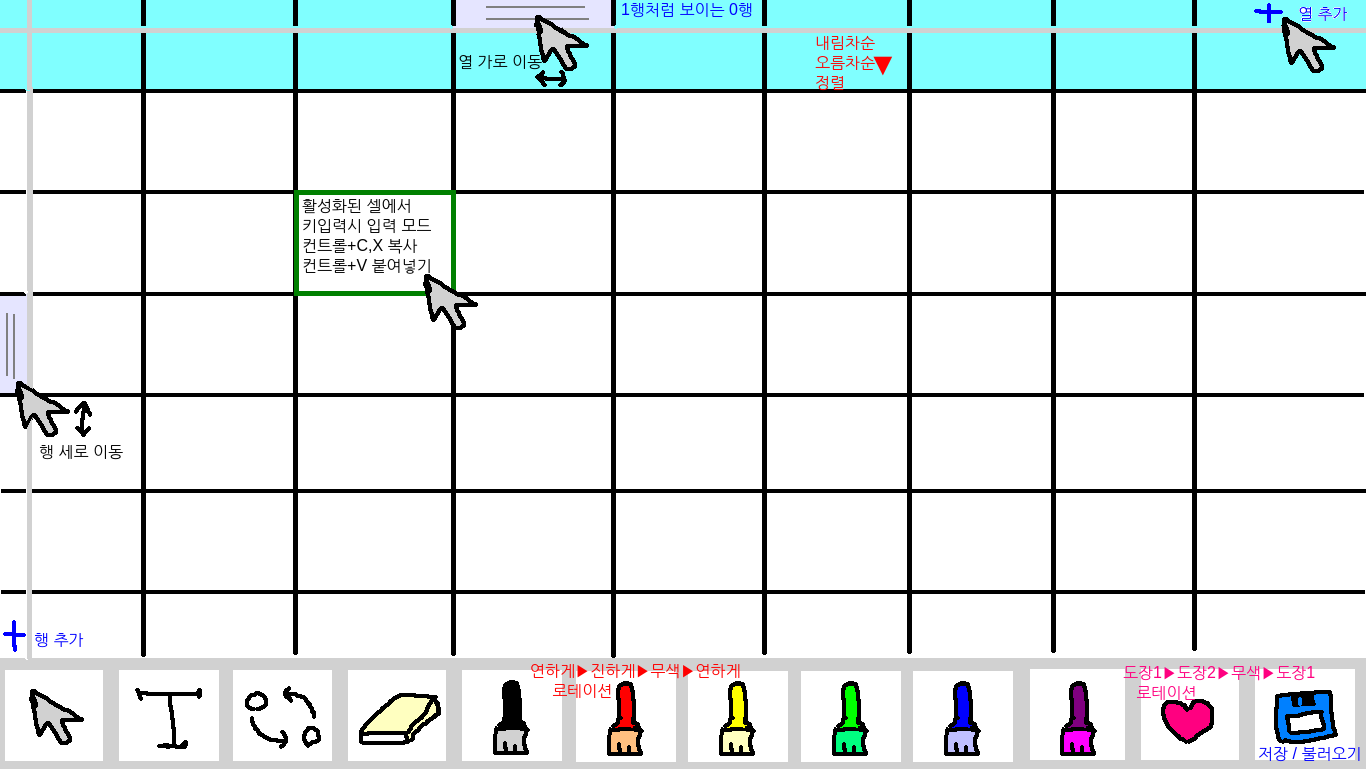 1행처럼 보이는 0행
열 추가
내림차순
오름차순
정렬
열 가로 이동
활성화된 셀에서
키입력시 입력 모드
컨트롤+C,X 복사
컨트롤+V 붙여넣기
행 세로 이동
행 추가
연하게▶진하게▶무색▶연하게
로테이션
도장1▶도장2▶무색▶도장1
로테이션
저장 / 불러오기